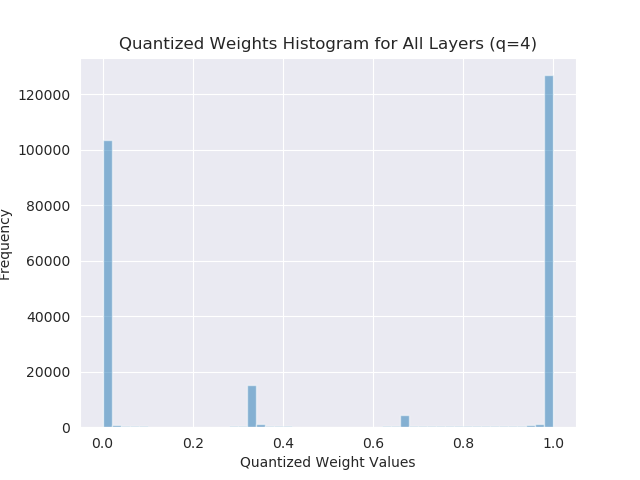 Quantized Weights Histogram for All Layers (q=4)
120000
100000
80000
60000
40000
20000
0
Frequency
0.0 0.2 0.4 0.6 0.8 1.0
Quantized Weight Values